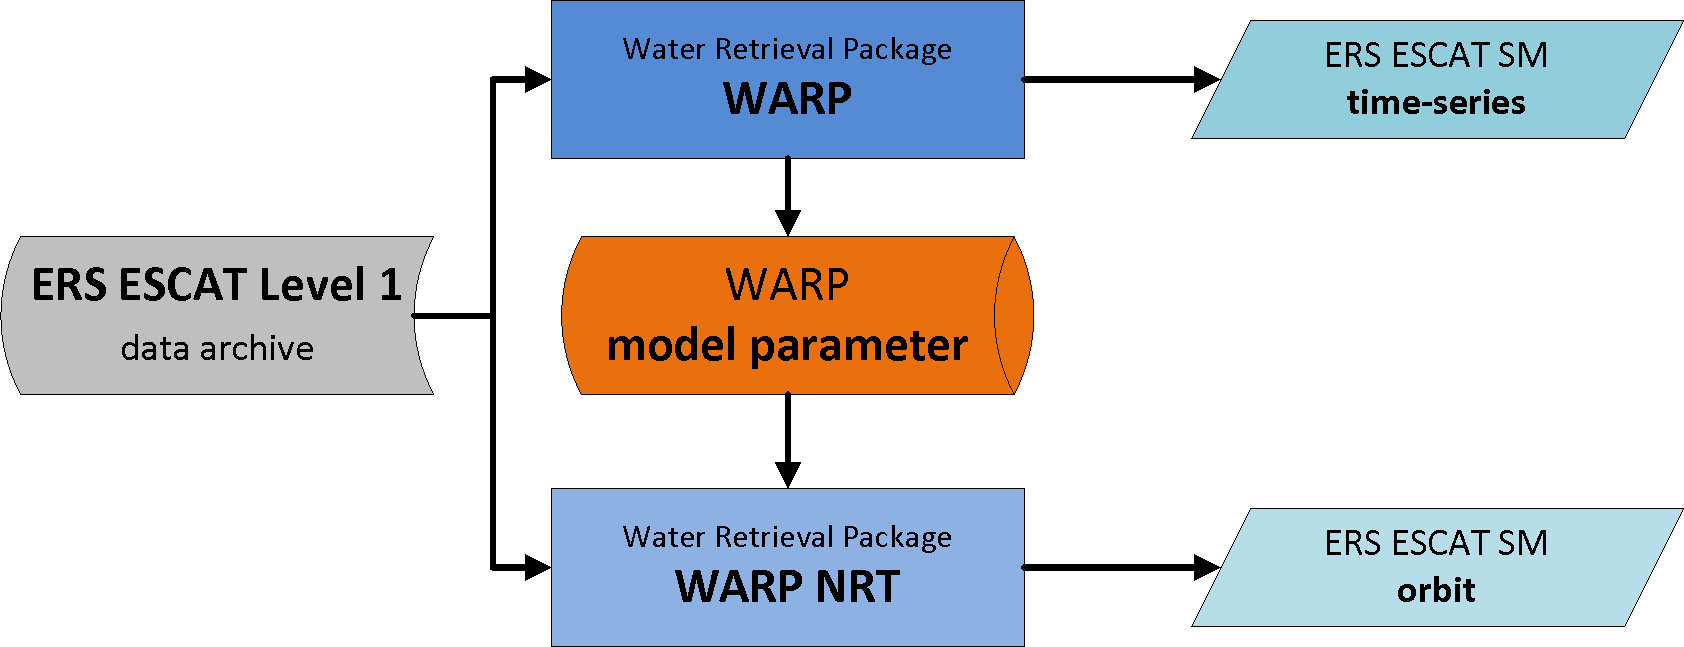 Water Retrieval Package
WARP
ERS ESCAT SM
time-series
ERS ESCAT Level 1
data archive
WARP
model parameter
Water Retrieval Package
WARP NRT
ERS ESCAT SM
orbit